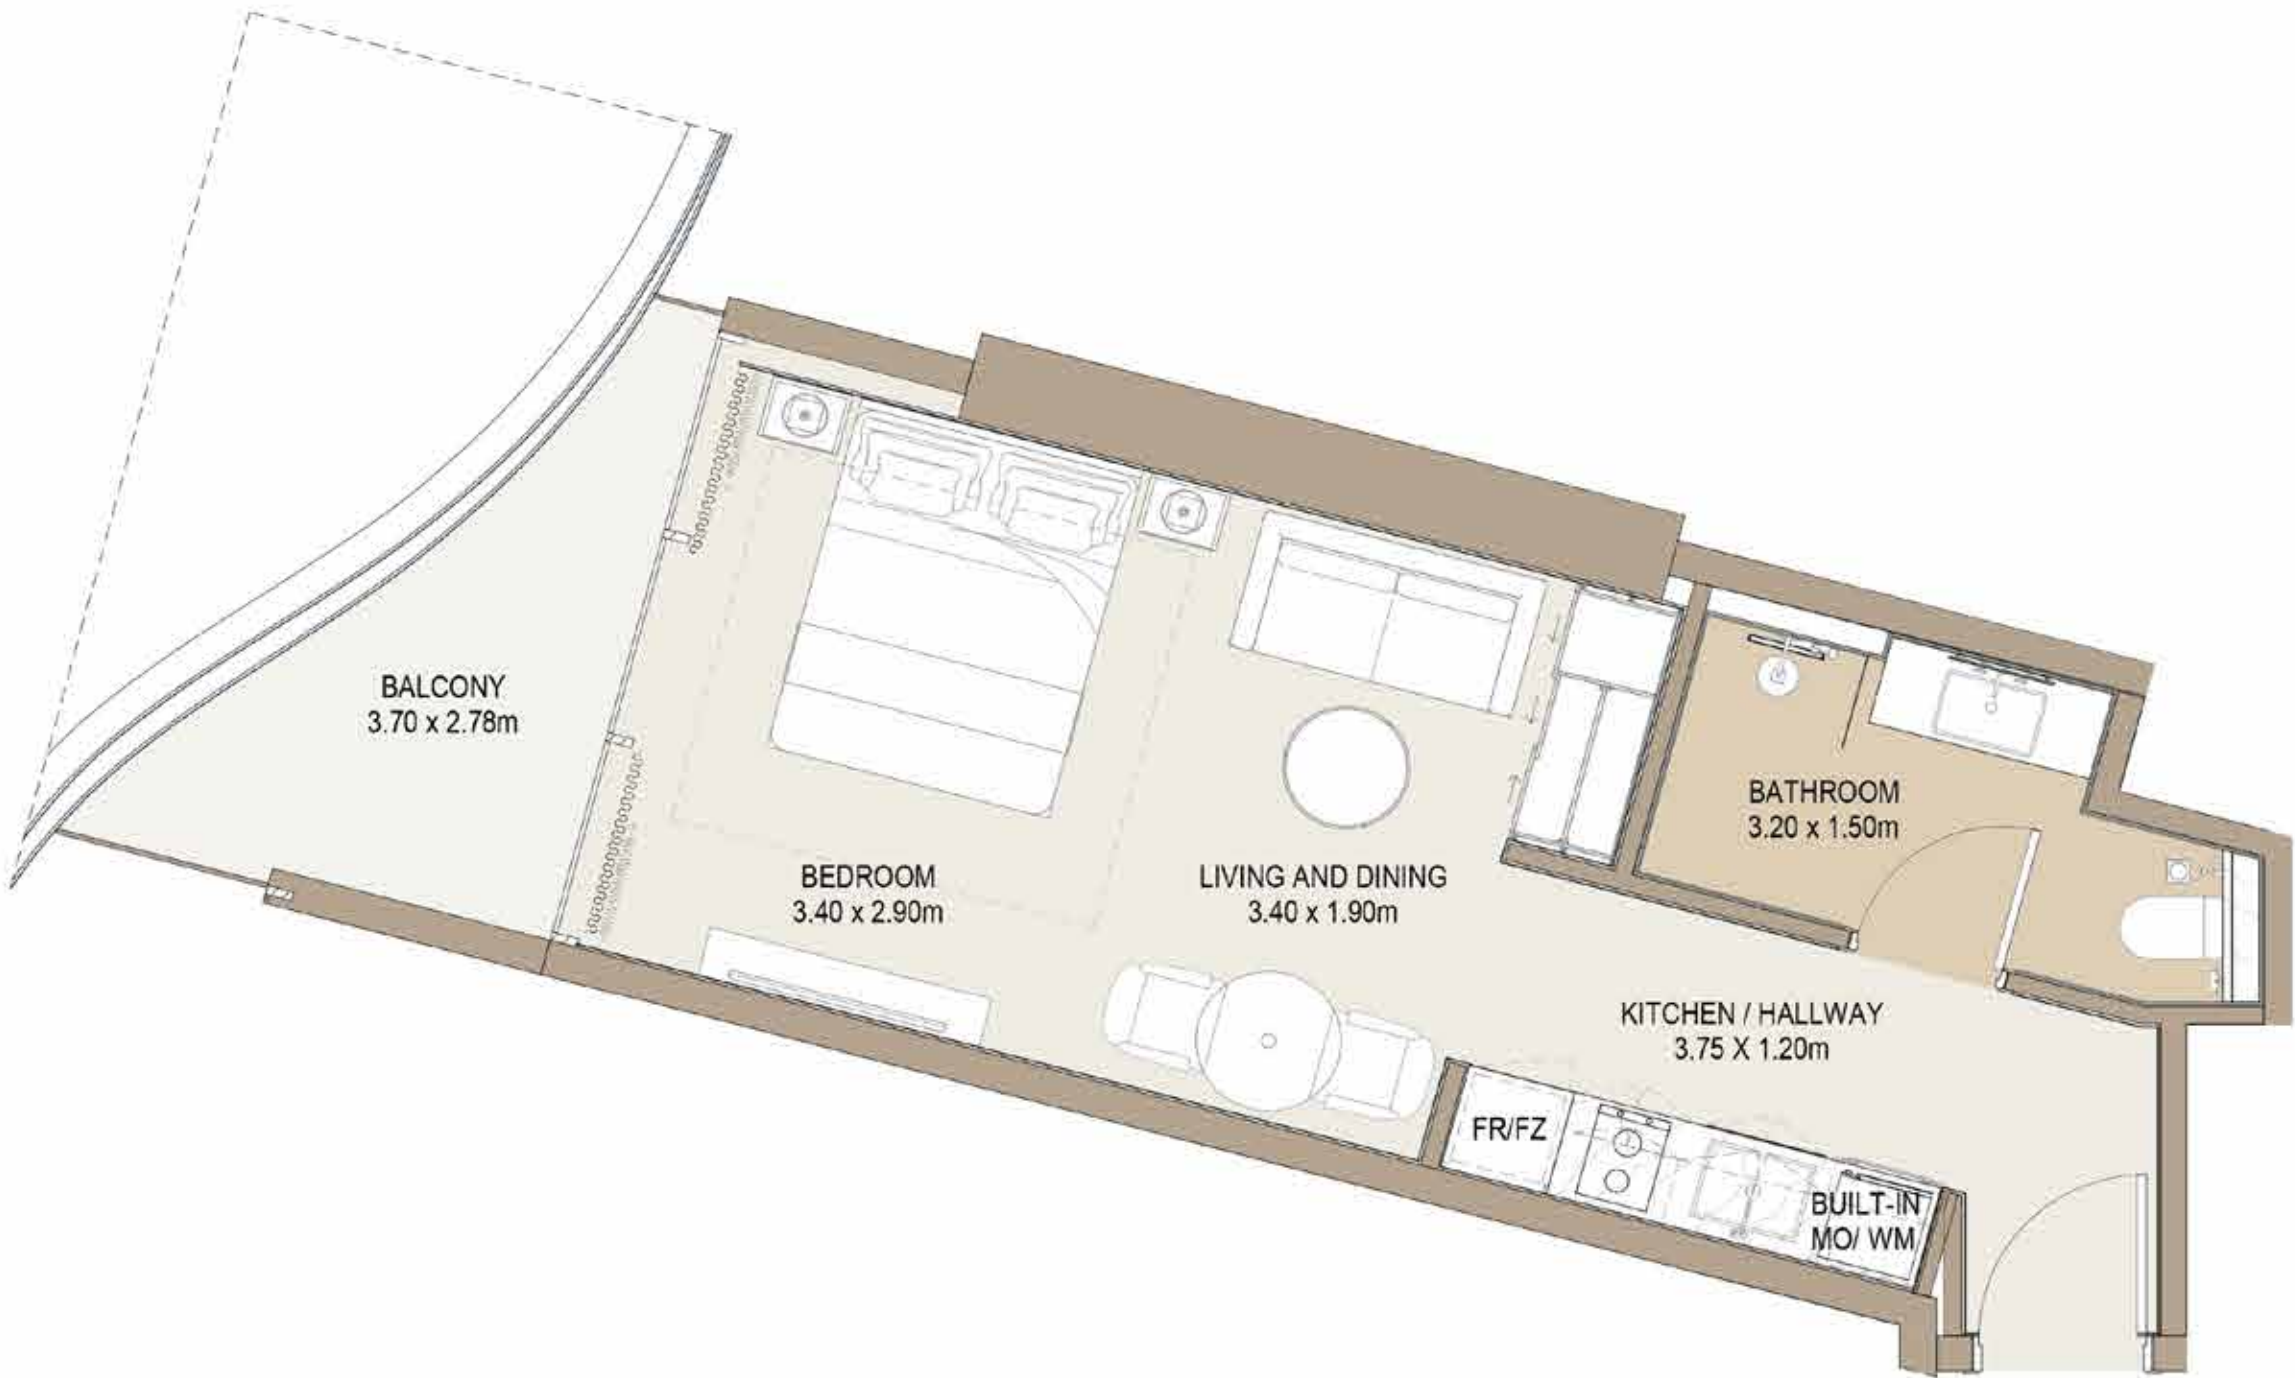 BALCONY
3.70 x 2.78m
BEDROOM
3.40 x 2.90m
LIVING AND DINING
3.40 x 1.90m
BATHROOM
3.20 x 1.50m
KITCHEN / HALLWAY
3.75 X 1.20m
FR/FZ
BUILT-IN
MO/ WM